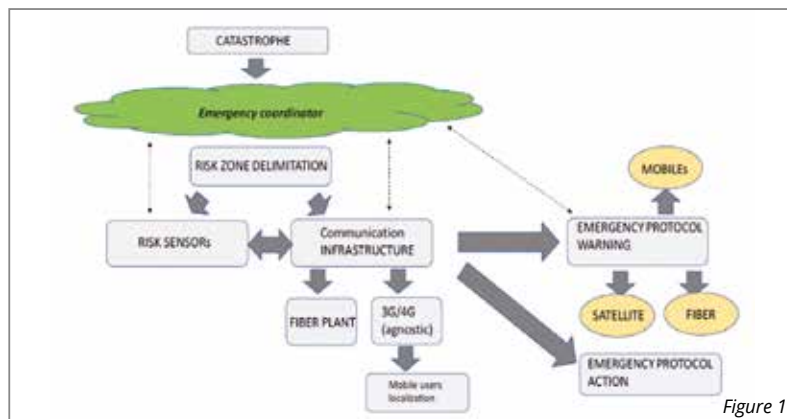 CATASTROPHE
Emergency coordinator
RISK ZONE DELIMITATION
MOBILEs
RISK SENSORs
Communication
INFRASTRUCTURE
EMERGENCY PROTOCOL
WARNING
FIBER PLANT
3G/4G
(agnostic)
SATELLITE
FIBER
Mobile users
localization
EMERGENCY PROTOCOL
ACTION
Figure 1